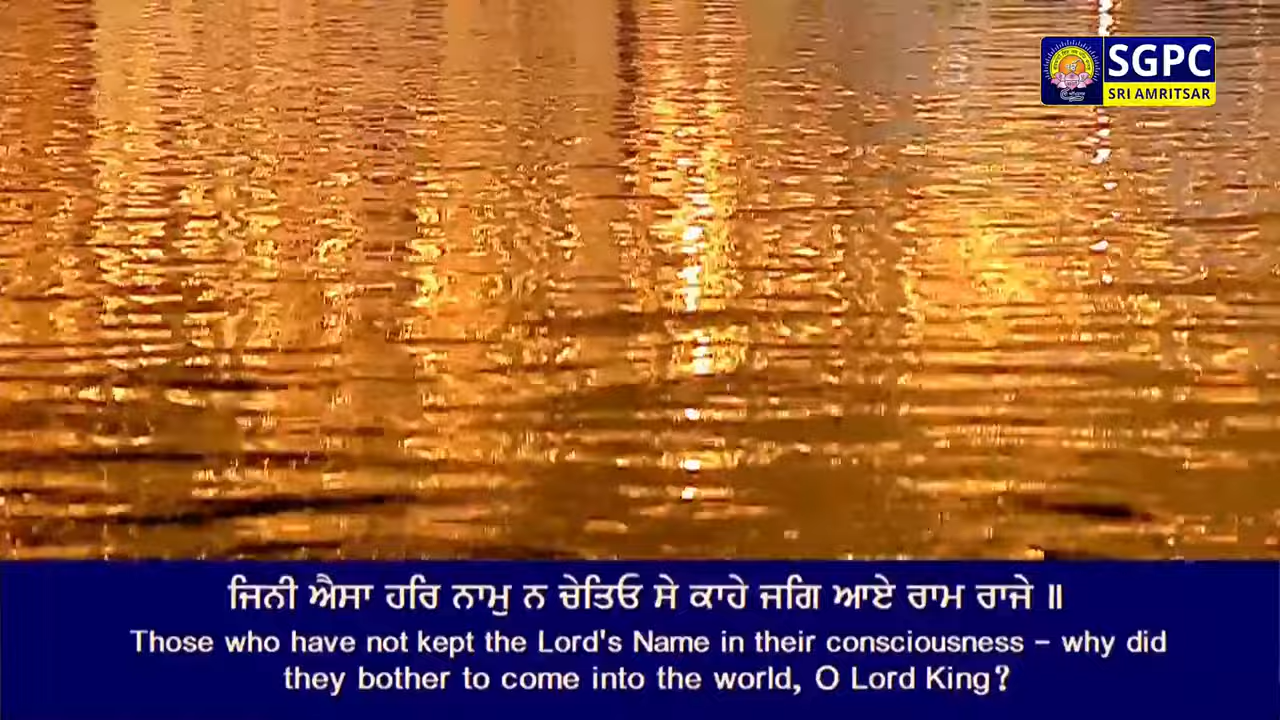 SGPC
SRI AMRITSAR
ਜਿਨੀ ਐਸਾ ਹਰਿ ਨਾਮੁ ਨ ਚੇਤਿਓ ਸੇ ਕਾਹੇ ਜਗਿ ਆਏ ਰਾਮ ਰਾਜੇ ॥
Those who have not kept the Lord's Name in their consciousness – why did
they bother to come into the world, O Lord King?